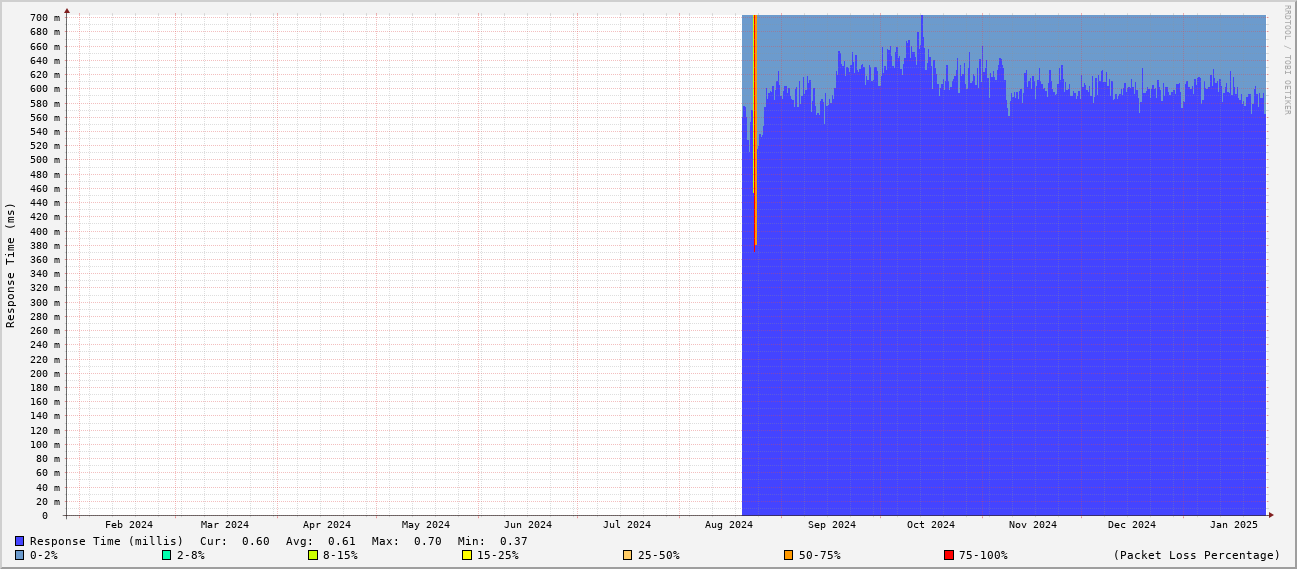 RRDTOOL / TOBI OETIKER
Response Time (ms)
700 m
680 m
660 m
640 m
620 m
600 m
580 m
560 m
540 m
520 m
500 m
480 m
460 m
440 m
420 m
400 m
380 m
360 m
340 m
320 m
300 m
280 m
260 m
240 m
220 m
200 m
180 m
160 m
140 m
120 m
100 m
80 m
60 m
40 m
20 m
0
Feb 2024 Mar 2024 Apr 2024 May 2024 Jun 2024 Jul 2024 Aug 2024 Sep 2024 Oct 2024 Nov 2024 Dec 2024 Jan 2025
Response Time (millis) Cur: 0.60 Avg: 0.61 Max: 0.70 Min: 0.37
0-2% 2-8% 8-15% 15-25% 25-50% 50-75% 75-100% (Packet Loss Percentage)